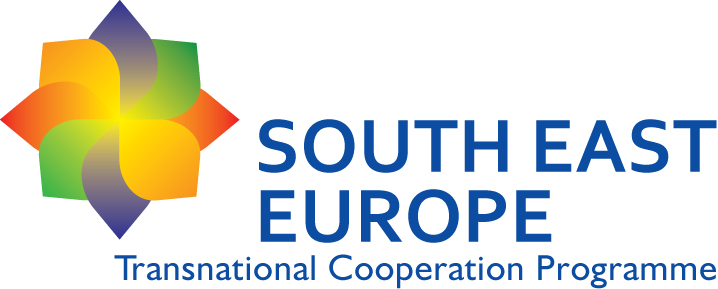 SOUTH EAST
EUROPE
Transnational Cooperation Programme